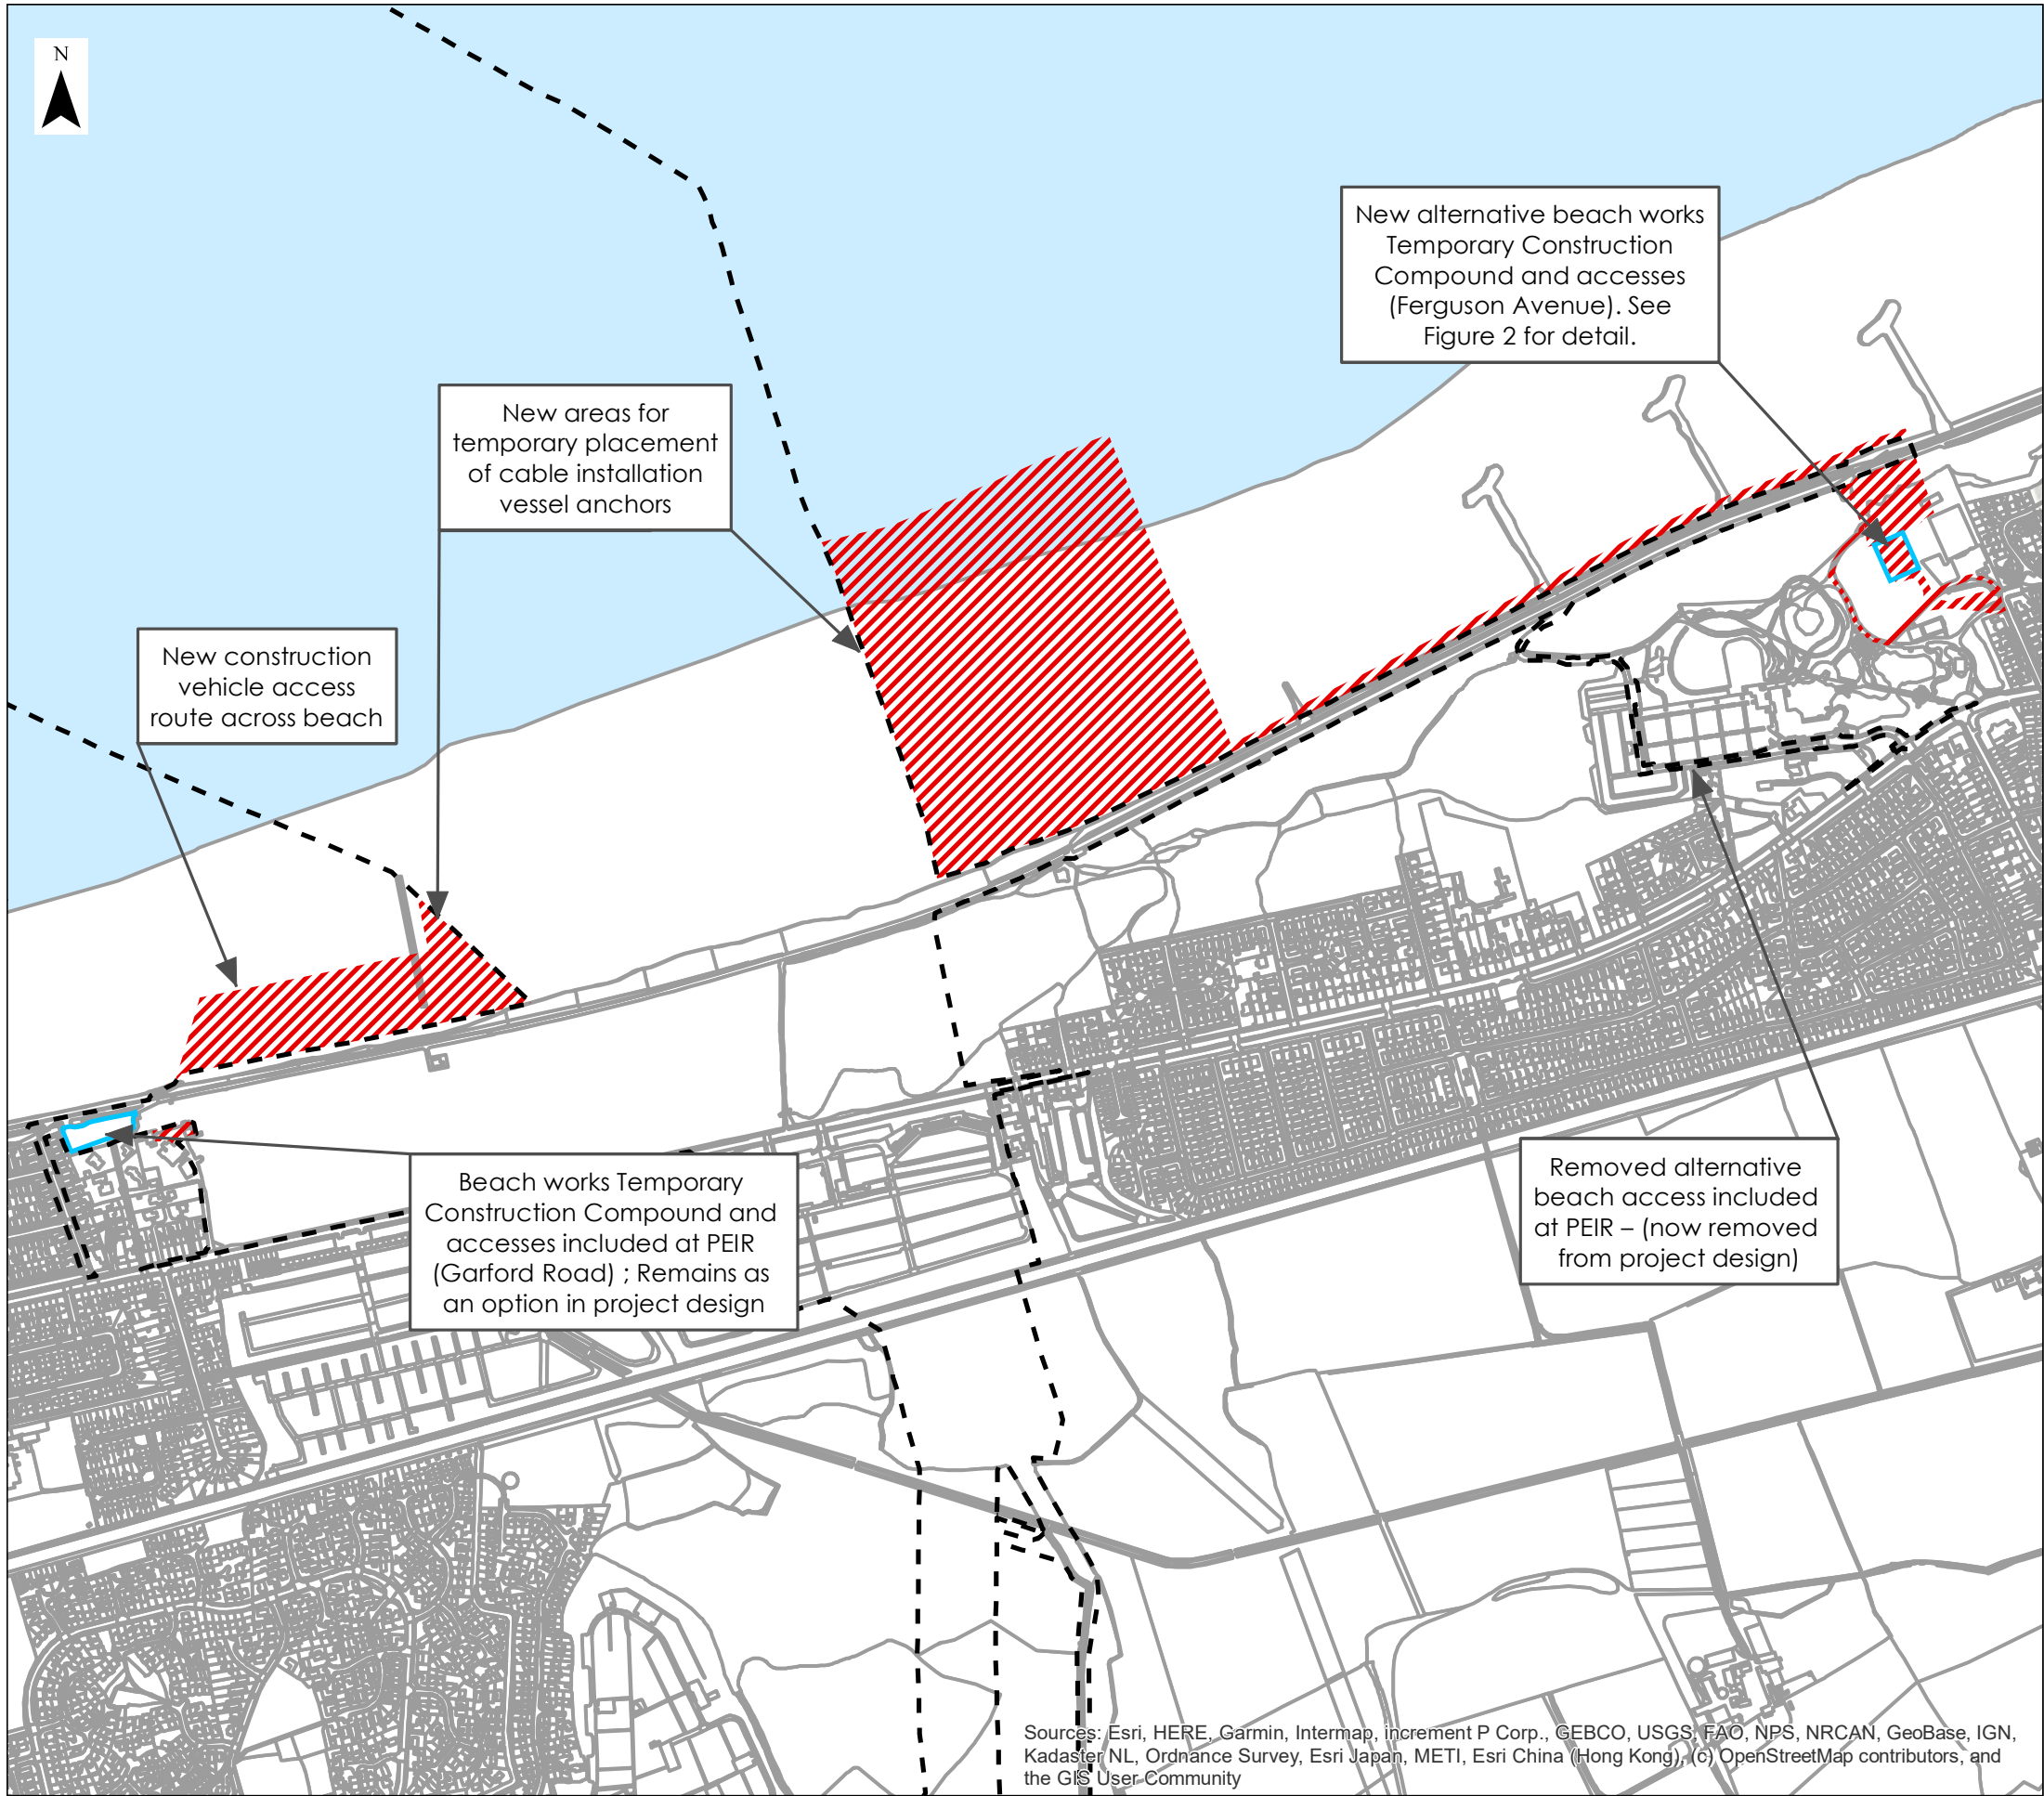 N
New alternative beach works
Temporary Construction
Compound and accesses
(Ferguson Avenue). See
Figure 2 for detail.
New areas for
temporary placement
of cable installation
vessel anchors
New construction
vehicle access
route across beach
Beach works Temporary
Construction Compound and
accesses included at PEIR
(Garford Road) ; Remains as
an option in project design
Removed alternative
beach access included
at PEIR – (now removed
from project design)
Sources: Esri, HERE, Garmin, Intermap, increment P Corp., GEBCO, USGS, FAO, NPS, NRCAN, GeoBase, IGN,
Kadaster NL, Ordnance Survey, Esri Japan, METI, Esri China (Hong Kong), (c) OpenStreetMap contributors, and
the GIS User Community